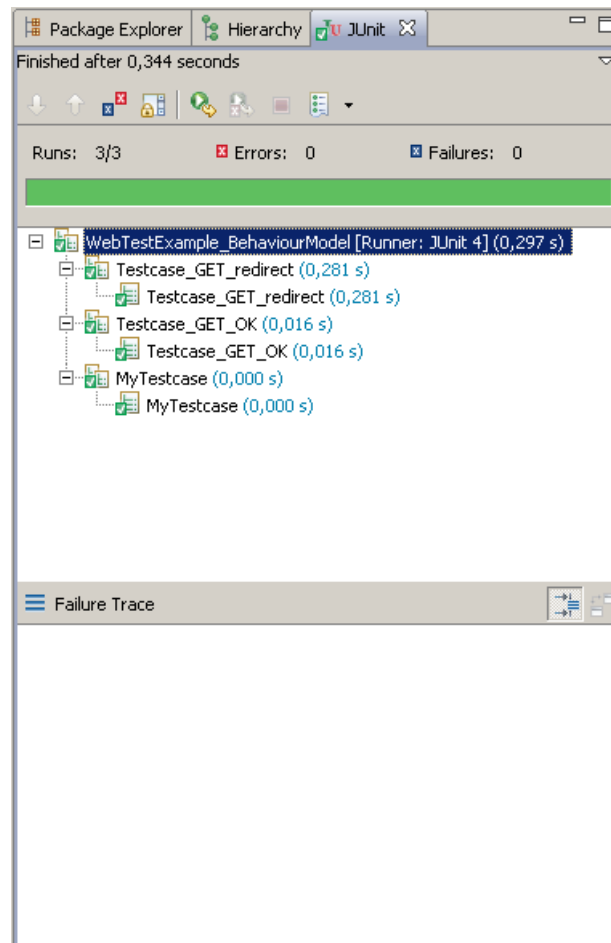 Package Explorer Hierarchy JUnit
Finished after 0,344 seconds
Runs: 3/3 Errors: 0 Failures: 0
WebTestExample_BehaviourModel [Runner: JUnit 4] (0,297 s)
Testcase_GET_redirect (0,281 s)
Testcase_GET_redirect (0,281 s)
Testcase_GET_OK (0,016 s)
Testcase_GET_OK (0,016 s)
MyTestcase (0,000 s)
MyTestcase (0,000 s)
Failure Trace